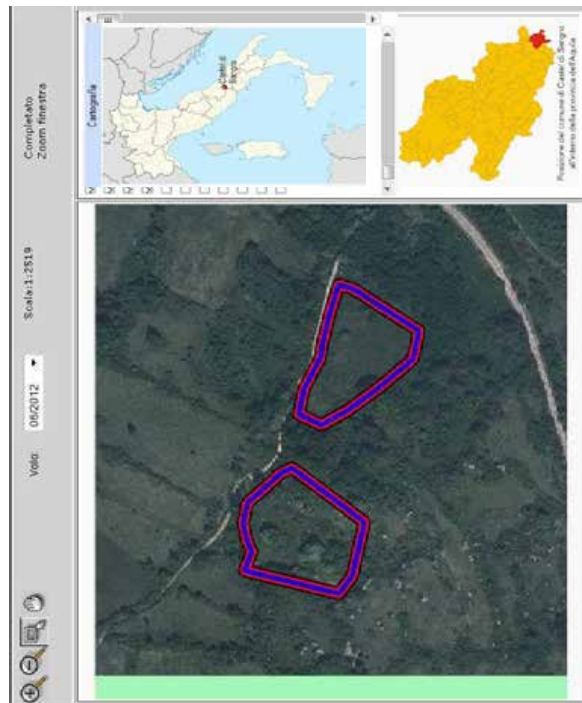 Volo: 06/2012 Scala:1:2519 Completato
Zoom finestra
Cartografia
Castel di
Sangro
Posizione del comune di Castel di Sangro
all'interno della provincia dell'Aquila